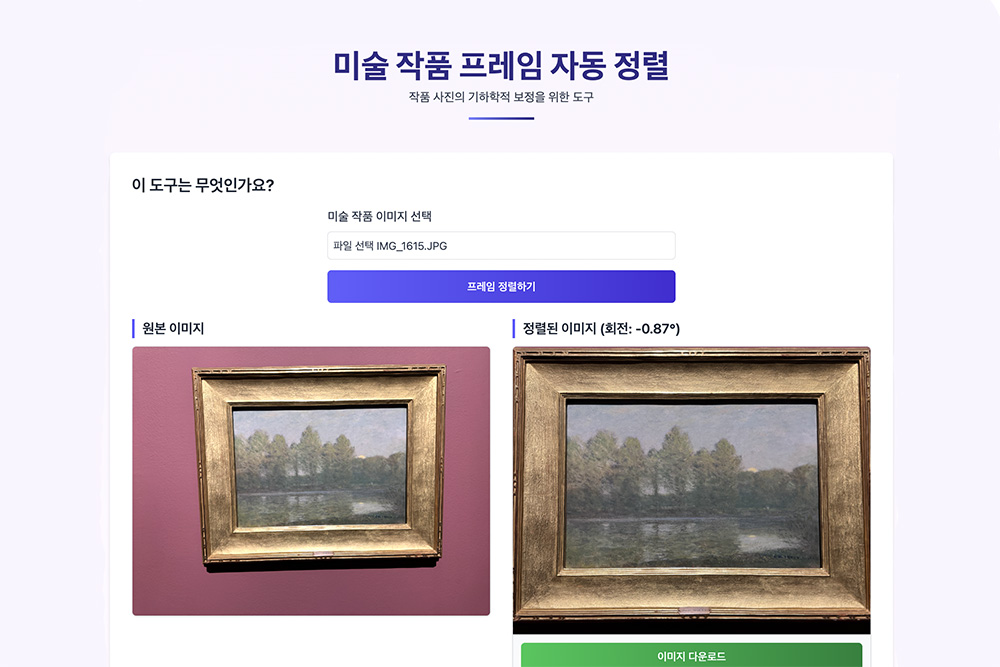 미술 작품 프레임 자동 정렬
작품 사진의 기하학적 보정을 위한 도구
이 도구는 무엇인가요?
미술 작품 이미지 선택
파일 선택 IMG_1615.JPG
프레임 정렬하기
원본 이미지
정렬된 이미지 (회전: -0.87°)
이미지 다운로드